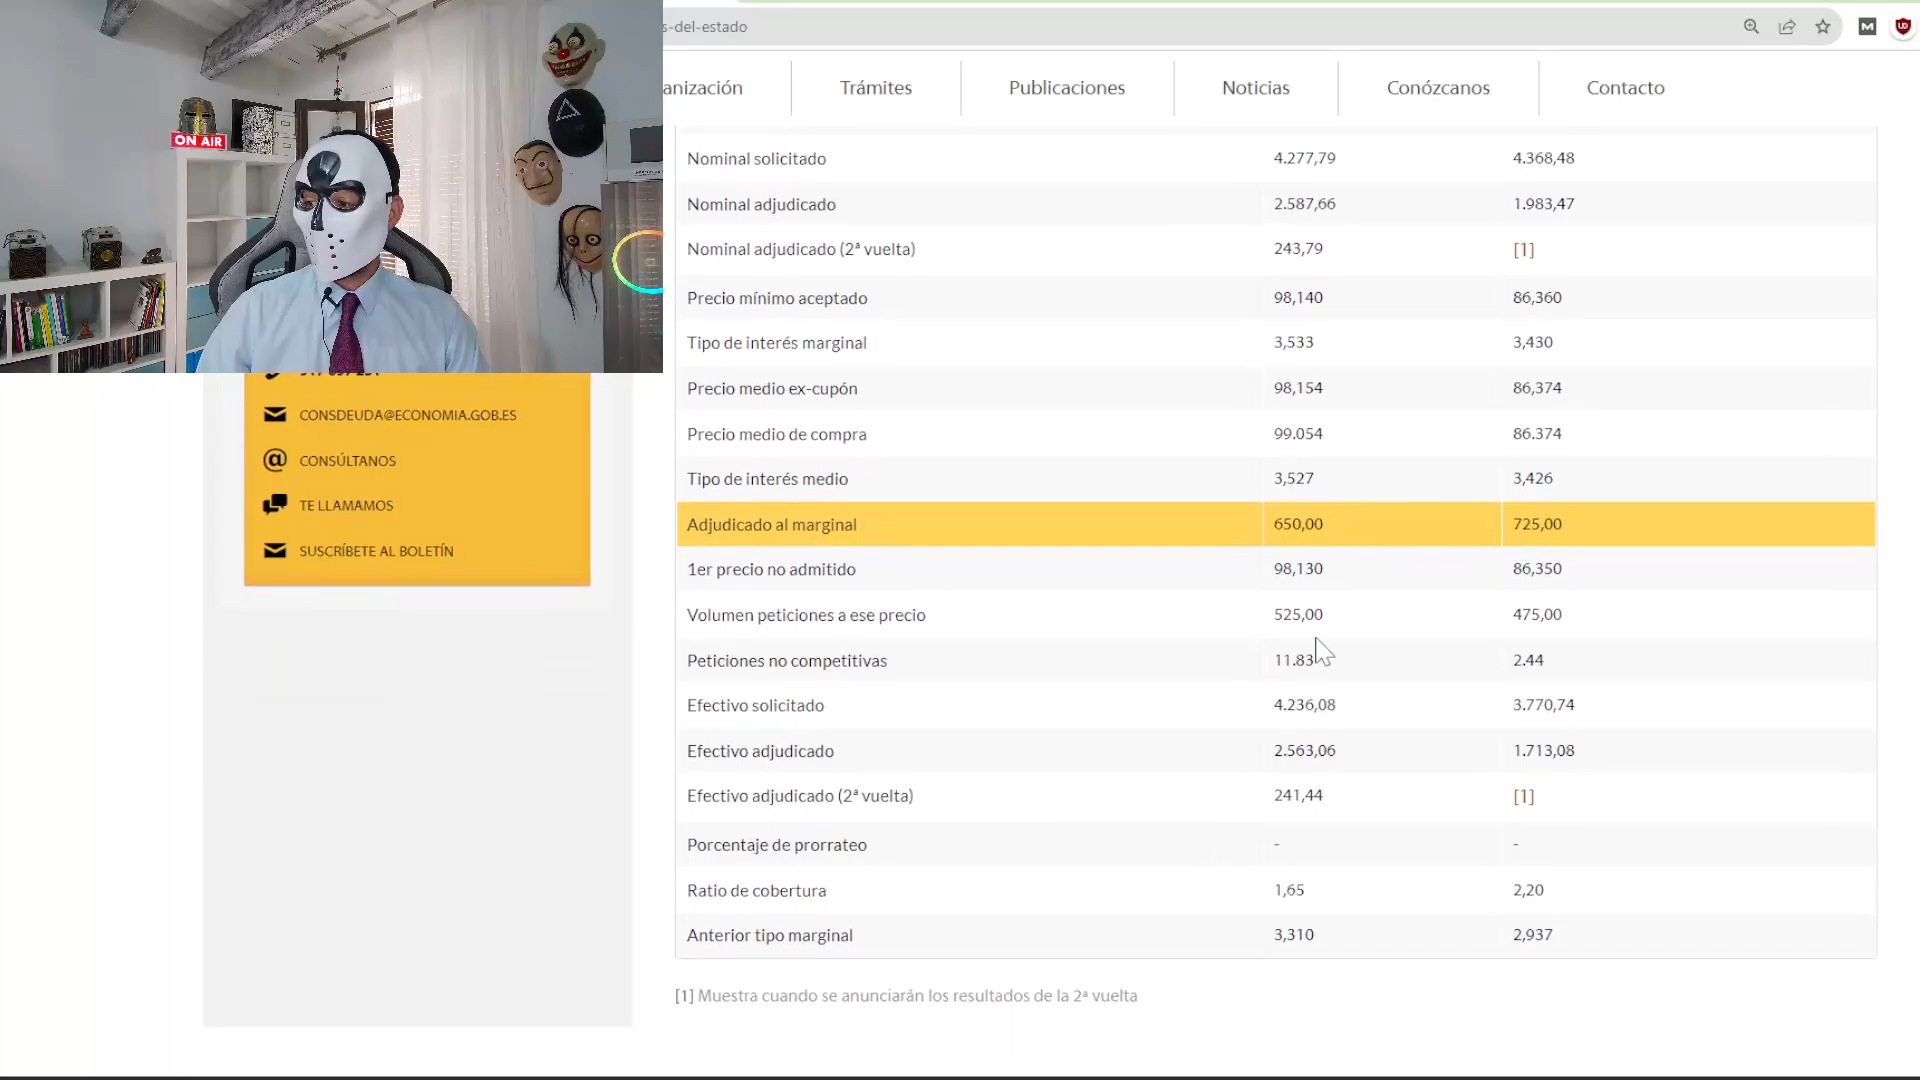 s-del-estado
anización
Trámites
Publicaciones
Noticias
Conózcanos
Contacto
ON AIR
CONSDEUDA@ECONOMIA.GOB.ES
CONSÚLTANOS
TE LLAMAMOS
SUSCRÍBETE AL BOLETÍN
Nominal solicitado 4.277,79 4.368,48
Nominal adjudicado 2.587,66 1.983,47
Nominal adjudicado (2ª vuelta) 243,79 [1]
Precio mínimo aceptado 98,140 86,360
Tipo de interés marginal 3,533 3,430
Precio medio ex-cupón 98,154 86,374
Precio medio de compra 99.054 86.374
Tipo de interés medio 3,527 3,426
Adjudicado al marginal 650,00 725,00
1er precio no admitido 98,130 86,350
Volumen peticiones a ese precio 525,00 475,00
Peticiones no competitivas 11.83 2.44
Efectivo solicitado 4.236,08 3.770,74
Efectivo adjudicado 2.563,06 1.713,08
Efectivo adjudicado (2ª vuelta) 241,44 [1]
Porcentaje de prorrateo - -
Ratio de cobertura 1,65 2,20
Anterior tipo marginal 3,310 2,937
[1] Muestra cuando se anunciarán los resultados de la 2ª vuelta